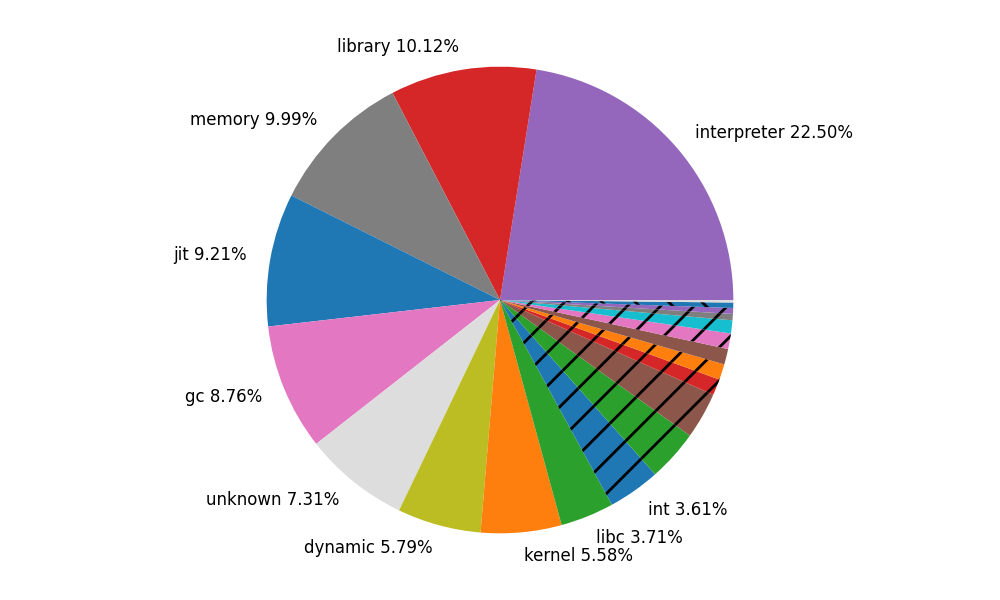 library 10.12%
interpreter 22.50%
memory 9.99%
jit 9.21%
gc 8.76%
unknown 7.31%
int 3.61%
libc 3.71%
dynamic 5.79%
kernel 5.58%